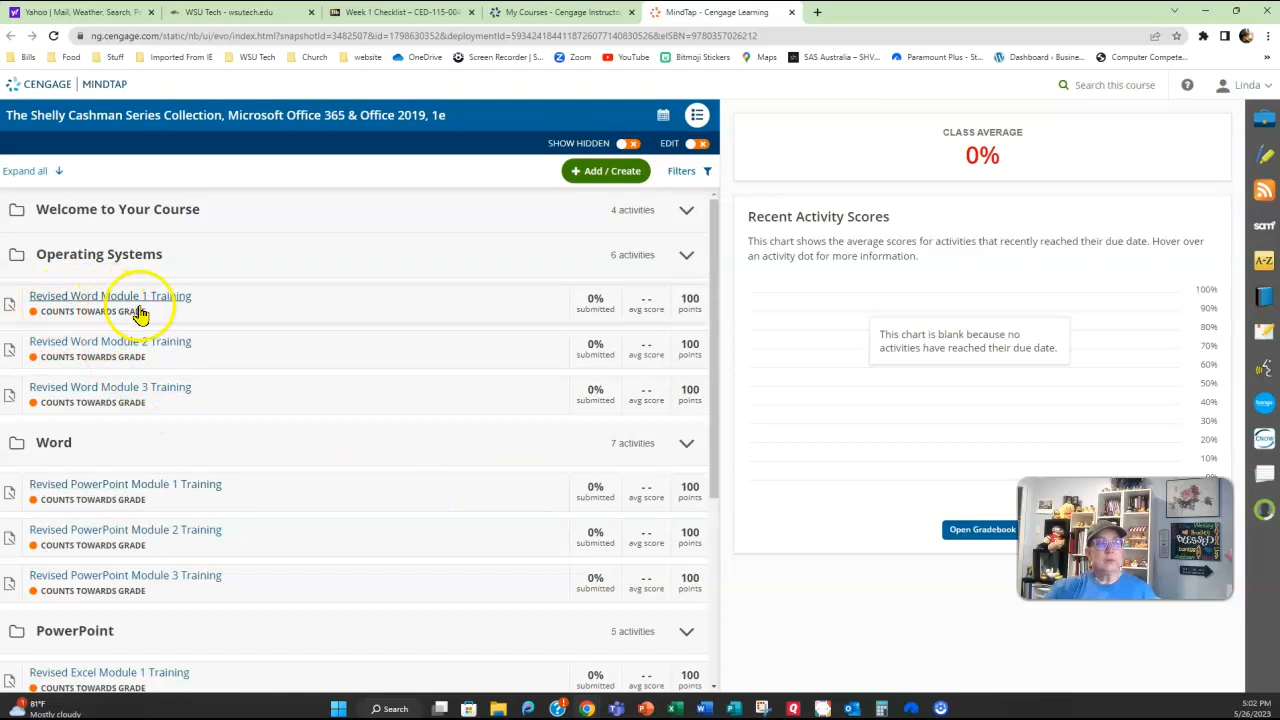 Yahoo | Mail, Weather, Search, Po
WSU Tech - wsutech.edu
Week 1 Checklist – CED-115-004
My Courses - Cengage Instructo
MindTap - Cengage Learning
ng.cengage.com/static/nb/ui/evo/index.html?snapshotId=3482507&id=1798630352&deploymentId=59342418441187260771408305268&eISBN=9780357026212
Bills
Food
Stuff
Imported From IE
WSU Tech
Church
website
OneDrive
Screen Recorder | S...
Zoom
YouTube
Bitmoji Stickers
Maps
SAS Australia – SHV...
Paramount Plus - St...
Dashboard ‹ Busine...
Computer Compete...
CENGAGE | MINDTAP
Search this course
Linda
The Shelly Cashman Series Collection, Microsoft Office 365 & Office 2019, 1e
SHOW HIDDEN
EDIT
Expand all
+ Add / Create
Filters
Welcome to Your Course
4 activities
Operating Systems
6 activities
Revised Word Module 1 Training
COUNTS TOWARDS GRADE
0%
submitted
- -
avg score
100
points
Revised Word Module 2 Training
COUNTS TOWARDS GRADE
0%
submitted
- -
avg score
100
points
Revised Word Module 3 Training
COUNTS TOWARDS GRADE
0%
submitted
- -
avg score
100
points
Word
7 activities
Revised PowerPoint Module 1 Training
COUNTS TOWARDS GRADE
0%
submitted
- -
avg score
100
points
Revised PowerPoint Module 2 Training
COUNTS TOWARDS GRADE
0%
submitted
- -
avg score
100
points
Revised PowerPoint Module 3 Training
COUNTS TOWARDS GRADE
0%
submitted
- -
avg score
100
points
PowerPoint
5 activities
Revised Excel Module 1 Training
COUNTS TOWARDS GRADE
0%
submitted
- -
avg score
100
points
CLASS AVERAGE
0%
Recent Activity Scores
This chart shows the average scores for activities that recently reached their due date. Hover over
an activity dot for more information.
100%
90%
80%
70%
60%
50%
40%
30%
20%
10%
0%
This chart is blank because no
activities have reached their due date.
Open Gradebook
BLESSED
sam
A-Z
bongo
CNOW
81°F
Mostly cloudy
Search
5:02 PM
5/26/2023